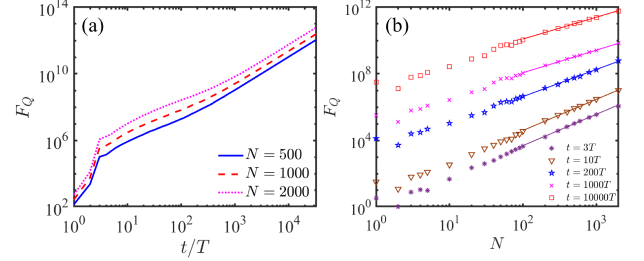 (a)
F_Q
10^14
10^10
10^6
10^2
N = 500
N = 1000
N = 2000
10^0 10^1 10^2 10^3 10^4
t/T
(b)
F_Q
10^12
10^8
10^4
10^0
t = 3T
t = 10T
t = 200T
t = 1000T
t = 10000T
10^0 10^1 10^2 10^3
N